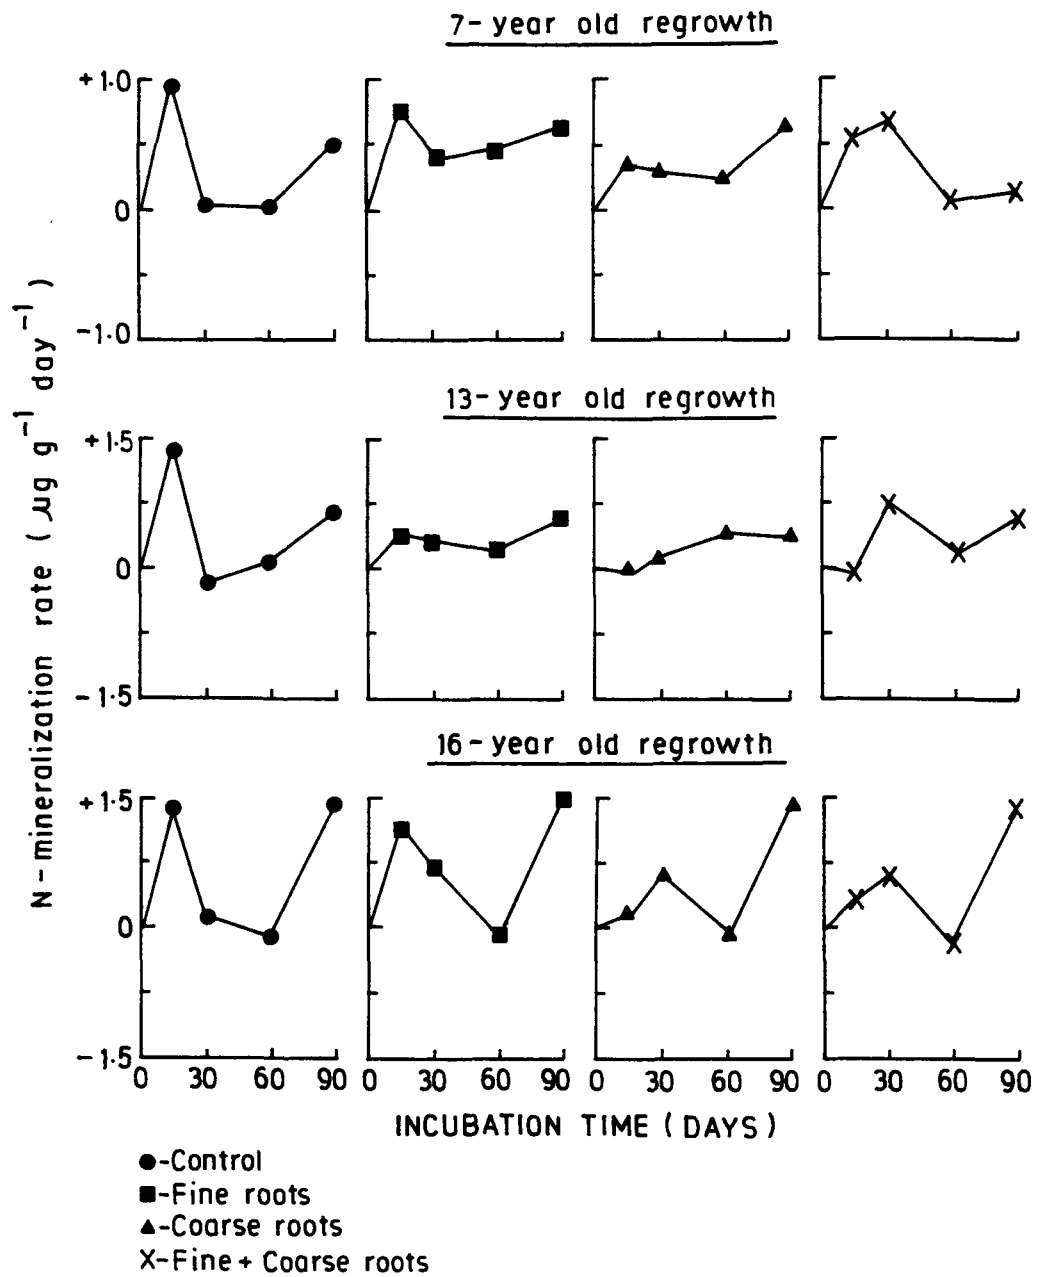 7-year old regrowth
+1.0
0
-1.0
13-year old regrowth
+1.5
0
-1.5
16-year old regrowth
+1.5
0
-1.5
N-mineralization rate (μg g⁻¹ day⁻¹)
0 30 60 90 0 30 60 90 0 30 60 90 0 30 60 90
INCUBATION TIME (DAYS)
●-Control
■-Fine roots
▲-Coarse roots
X-Fine + Coarse roots